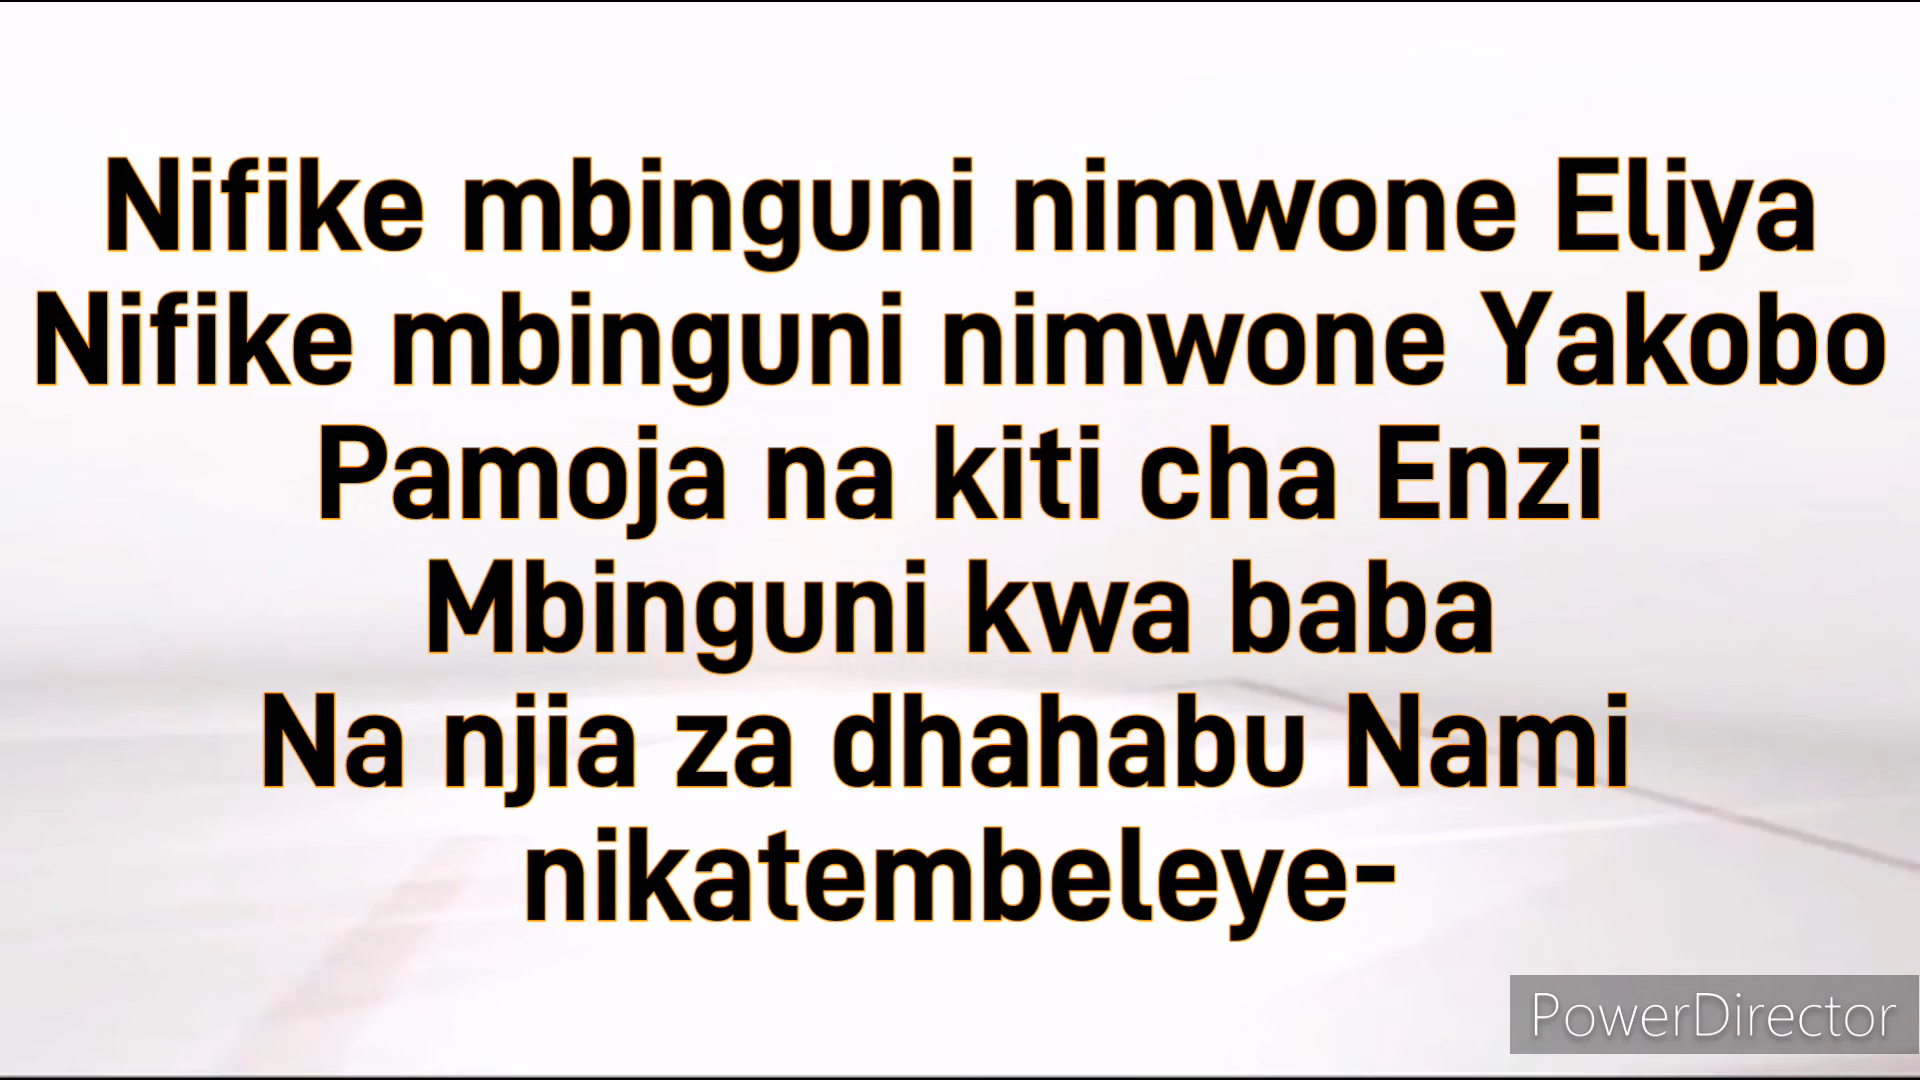 Nifike mbinguni nimwone Eliya
Nifike mbinguni nimwone Yakobo
Pamoja na kiti cha Enzi
Mbinguni kwa baba
Na njia za dhahabu Nami
nikatembeleye-
PowerDirector